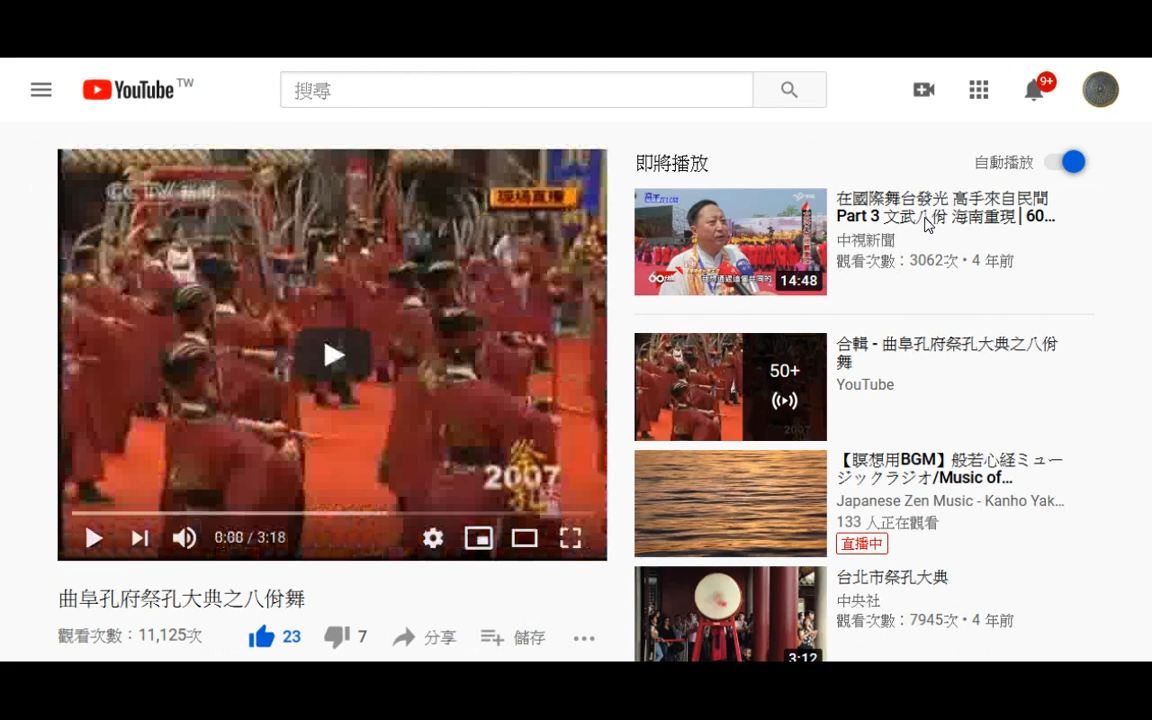 YouTube TW
搜尋
9+
CCTV 新闻
现场直播
2007
0:00 / 3:18
曲阜孔府祭孔大典之八佾舞
觀看次數：11,125次
23
7
分享
儲存
即將播放
自動播放
14:48
在國際舞台發光 高手來自民間
Part 3 文武八佾 海南重現│60...
中視新聞
觀看次數：3062次・4 年前
50+
2007
合輯 - 曲阜孔府祭孔大典之八佾
舞
YouTube
【瞑想用BGM】般若心経ミュー
ジックラジオ/Music of...
Japanese Zen Music - Kanho Yak...
133 人正在觀看
直播中
3:12
台北市祭孔大典
中央社
觀看次數：7945次・4 年前